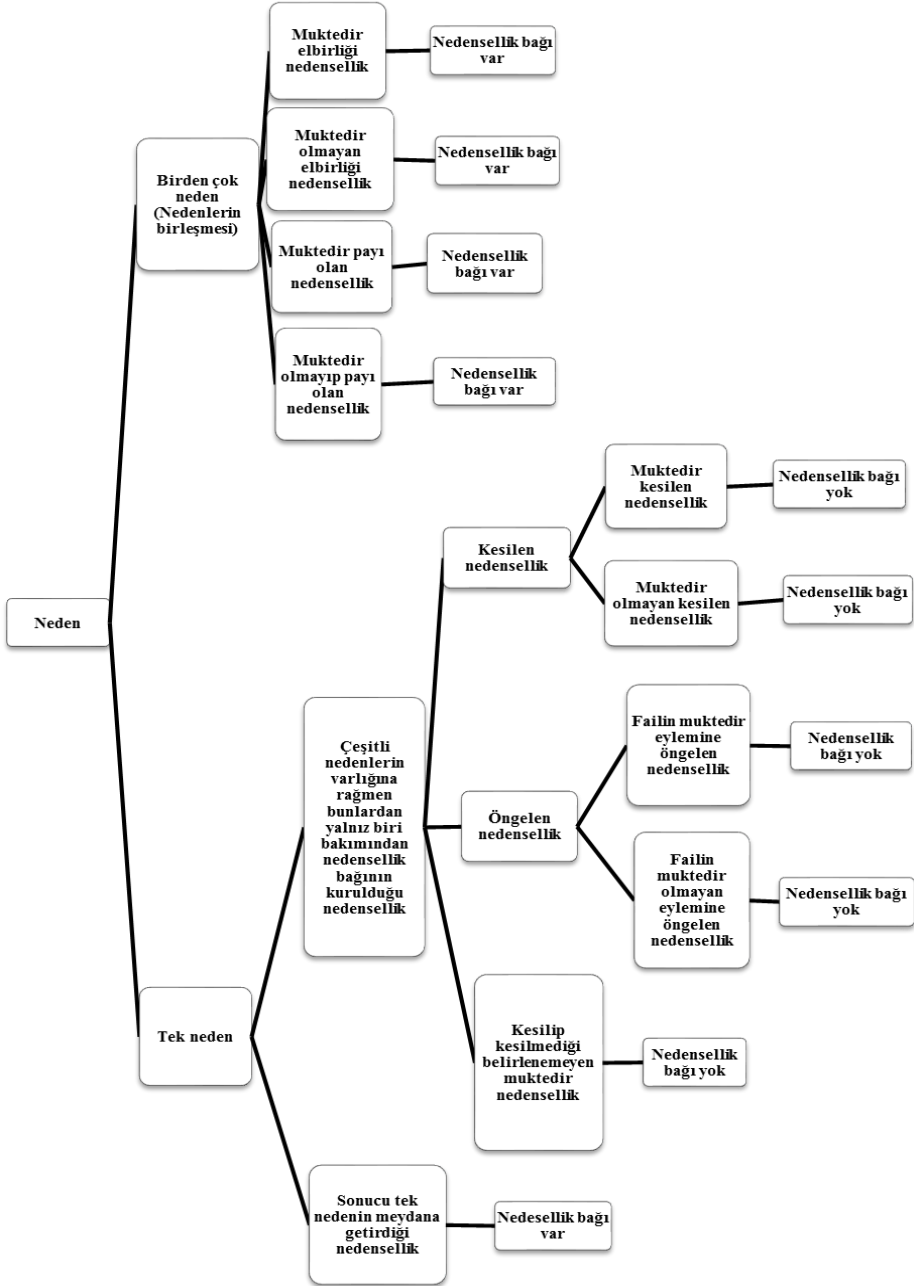 Muktedir
elbirliği
nedensellik
Nedensellik bağı
var
Muktedir
olmayan
elbirliği
nedensellik
Nedensellik bağı
var
Birden çok
neden
(Nedenlerin
birleşmesi)
Muktedir payı
olan
nedensellik
Nedensellik
bağı var
Muktedir
olmayıp payı
olan
nedensellik
Nedensellik
bağı var
Neden
Kesilen
nedensellik
Muktedir
kesilen
nedensellik
Nedensellik bağı
yok
Muktedir
olmayan kesilen
nedensellik
Nedensellik bağı
yok
Çeşitli
nedenlerin
varlığına
rağmen
bunlardan
yalnız biri
bakımından
nedensellik
bağının
kurulduğu
nedensellik
Öngelen
nedensellik
Failin muktedir
eylemine
öngelen
nedensellik
Nedensellik
bağı yok
Failin
muktedir
olmayan
eylemine
öngelen
nedensellik
Nedensellik bağı
yok
Tek neden
Kesilip
kesilmediği
belirlenemeyen
muktedir
nedensellik
Nedensellik
bağı yok
Sonucu tek
nedenin meydana
getirdiği
nedensellik
Nedesellik bağı
var